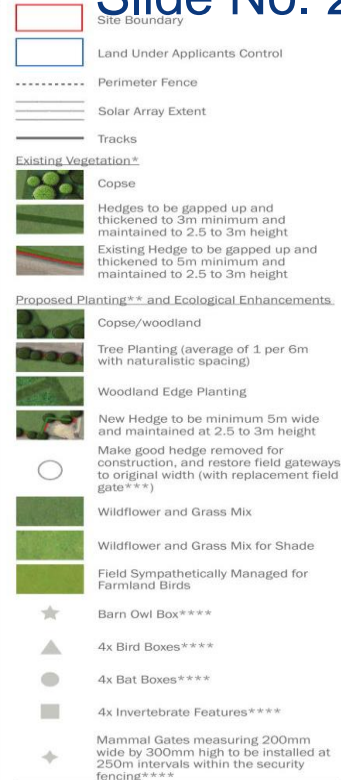 Slide No. 2
Site Boundary
Land Under Applicants Control
Perimeter Fence
Solar Array Extent
Tracks
Existing Vegetation*
Copse
Hedges to be gapped up and
thickened to 3m minimum and
maintained to 2.5 to 3m height
Existing Hedge to be gapped up and
thickened to 5m minimum and
maintained to 2.5 to 3m height
Proposed Planting** and Ecological Enhancements
Copse/woodland
Tree Planting (average of 1 per 6m
with naturalistic spacing)
Woodland Edge Planting
New Hedge to be minimum 5m wide
and maintained at 2.5 to 3m height
Make good hedge removed for
construction, and restore field gateways
to original width (with replacement field
gate***)
Wildflower and Grass Mix
Wildflower and Grass Mix for Shade
Field Sympathetically Managed for
Farmland Birds
Barn Owl Box****
4x Bird Boxes****
4x Bat Boxes****
4x Invertebrate Features****
Mammal Gates measuring 200mm
wide by 300mm high to be installed at
250m intervals within the security
fencing****